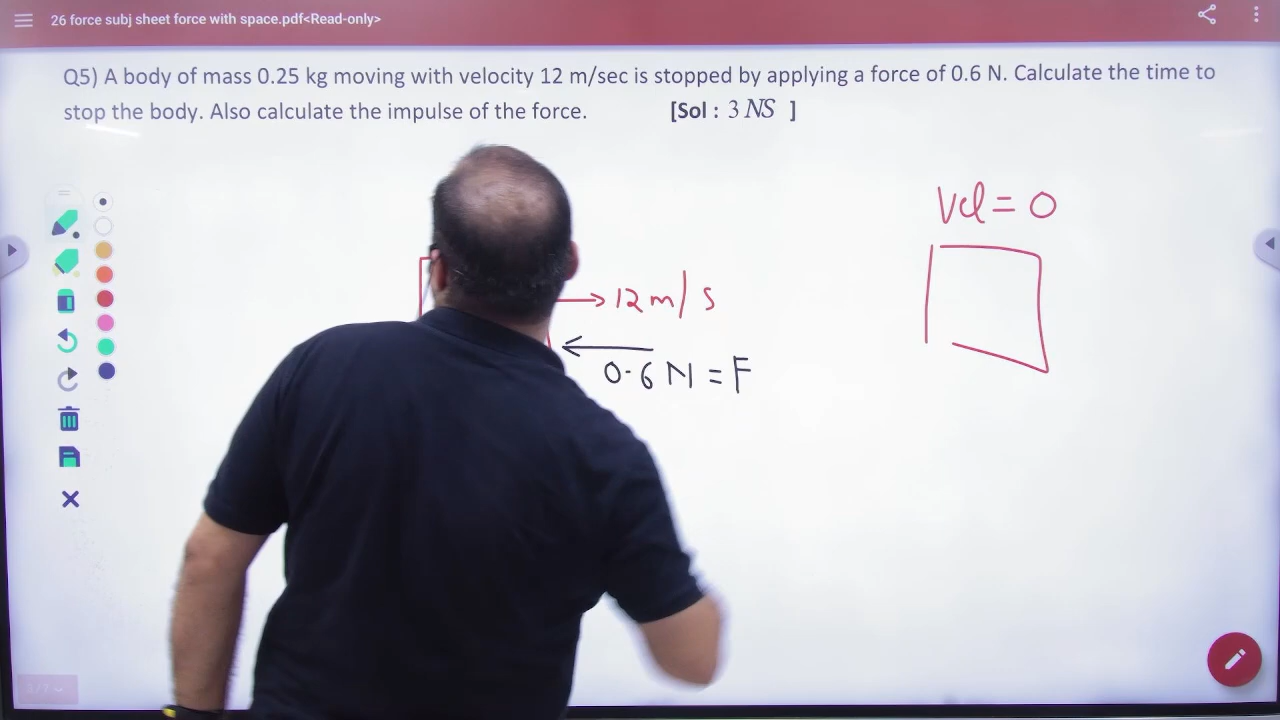 26 force subj sheet force with space.pdf<Read-only>
Q5) A body of mass 0.25 kg moving with velocity 12 m/sec is stopped by applying a force of 0.6 N. Calculate the time to
stop the body. Also calculate the impulse of the force. [Sol : 3 NS ]
Vel = 0
12 m/s
0.6 N = F